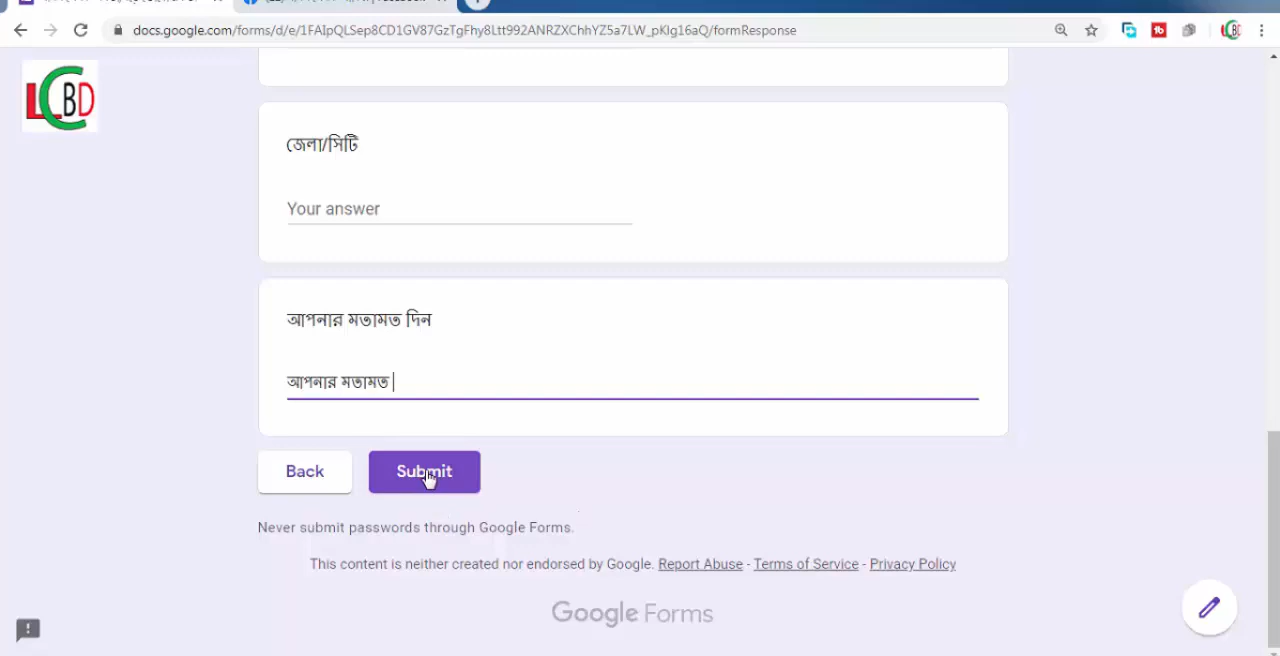 docs.google.com/forms/d/e/1FAIpQLSep8CD1GV87GzTgFhy8Ltt992ANRZXChhYZ5a7LW_pKlg16aQ/formResponse
LCBD
জেলা/সিটি
Your answer
আপনার মতামত দিন
আপনার মতামত
Back
Submit
Never submit passwords through Google Forms.
This content is neither created nor endorsed by Google. Report Abuse - Terms of Service - Privacy Policy
Google Forms